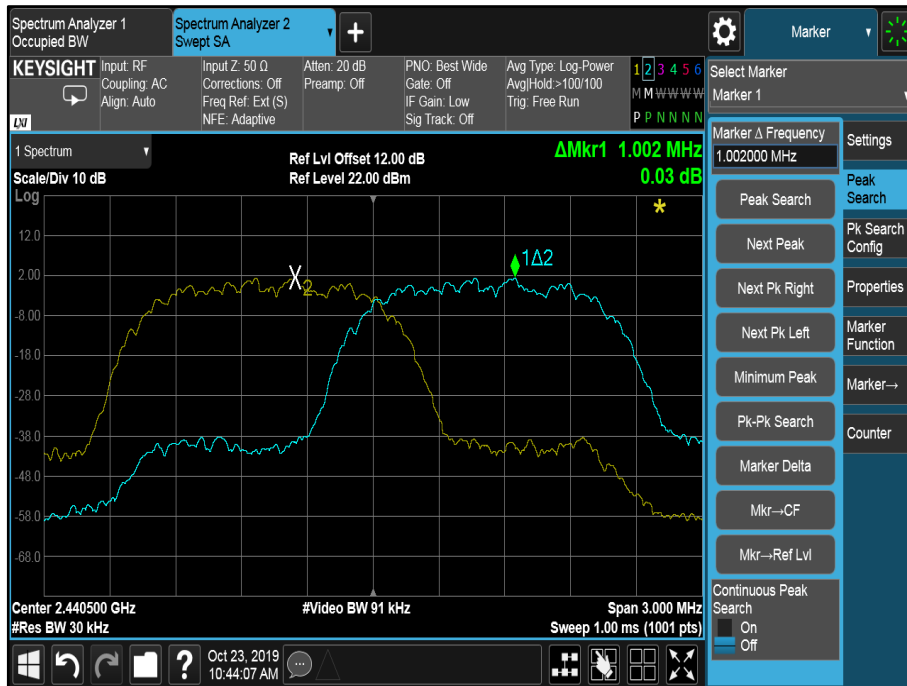 Spectrum Analyzer 1
Occupied BW
Spectrum Analyzer 2
Swept SA
Marker
KEYSIGHT
LXI
Input: RF
Coupling: AC
Align: Auto
Input Z: 50 Ω
Corrections: Off
Freq Ref: Ext (S)
NFE: Adaptive
Atten: 20 dB
Preamp: Off
PNO: Best Wide
Gate: Off
IF Gain: Low
Sig Track: Off
Avg Type: Log-Power
Avg|Hold:>100/100
Trig: Free Run
1 2 3 4 5 6
M M W W W W
P P N N N N
Select Marker
Marker 1
1 Spectrum
Scale/Div 10 dB
Ref Lvl Offset 12.00 dB
Ref Level 22.00 dBm
ΔMkr1 1.002 MHz
0.03 dB
Log
12.0
2.00
-8.00
-18.0
-28.0
-38.0
-48.0
-58.0
-68.0
X2
1Δ2
Center 2.440500 GHz
#Res BW 30 kHz
#Video BW 91 kHz
Span 3.000 MHz
Sweep 1.00 ms (1001 pts)
Marker Δ Frequency
1.002000 MHz
Peak Search
Next Peak
Next Pk Right
Next Pk Left
Minimum Peak
Pk-Pk Search
Marker Delta
Mkr→CF
Mkr→Ref Lvl
Continuous Peak
Search
On
Off
Settings
Peak
Search
Pk Search
Config
Properties
Marker
Function
Marker→
Counter
?
Oct 23, 2019
10:44:07 AM